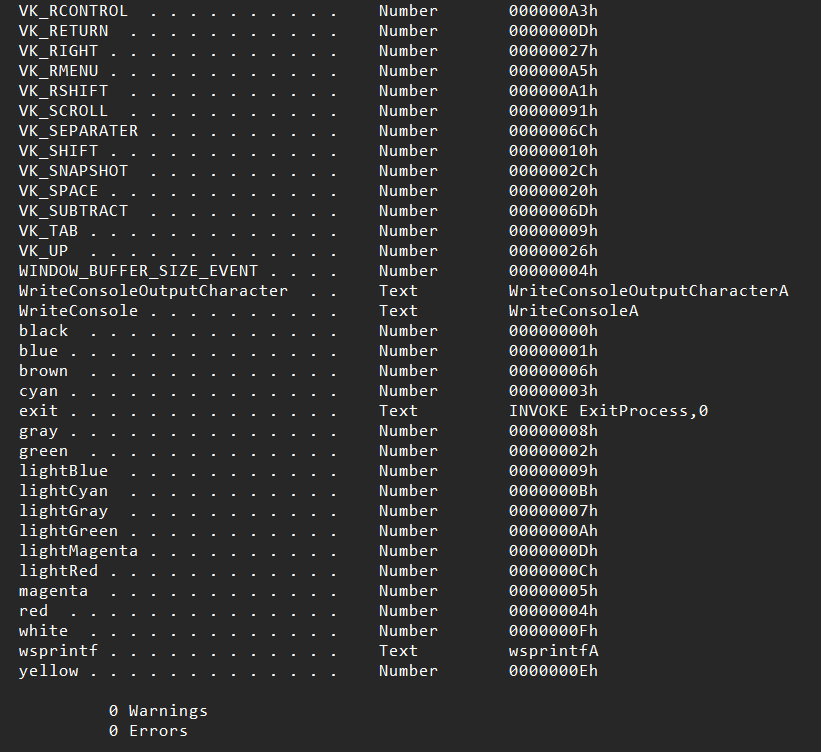 VK_RCONTROL  . . . . . . . . . .    Number       000000A3h
VK_RETURN  . . . . . . . . . . .    Number       0000000Dh
VK_RIGHT . . . . . . . . . . . .    Number       00000027h
VK_RMENU . . . . . . . . . . . .    Number       000000A5h
VK_RSHIFT  . . . . . . . . . . .    Number       000000A1h
VK_SCROLL  . . . . . . . . . . .    Number       00000091h
VK_SEPARATER . . . . . . . . . .    Number       0000006Ch
VK_SHIFT . . . . . . . . . . . .    Number       00000010h
VK_SNAPSHOT  . . . . . . . . . .    Number       0000002Ch
VK_SPACE . . . . . . . . . . . .    Number       00000020h
VK_SUBTRACT  . . . . . . . . . .    Number       0000006Dh
VK_TAB . . . . . . . . . . . . .    Number       00000009h
VK_UP  . . . . . . . . . . . . .    Number       00000026h
WINDOW_BUFFER_SIZE_EVENT . . . .    Number       00000004h
WriteConsoleOutputCharacter  . .    Text         WriteConsoleOutputCharacterA
WriteConsole . . . . . . . . . .    Text         WriteConsoleA
black  . . . . . . . . . . . . .    Number       00000000h
blue . . . . . . . . . . . . . .    Number       00000001h
brown  . . . . . . . . . . . . .    Number       00000006h
cyan . . . . . . . . . . . . . .    Number       00000003h
exit . . . . . . . . . . . . . .    Text         INVOKE ExitProcess,0
gray . . . . . . . . . . . . . .    Number       00000008h
green  . . . . . . . . . . . . .    Number       00000002h
lightBlue  . . . . . . . . . . .    Number       00000009h
lightCyan  . . . . . . . . . . .    Number       0000000Bh
lightGray  . . . . . . . . . . .    Number       00000007h
lightGreen . . . . . . . . . . .    Number       0000000Ah
lightMagenta . . . . . . . . . .    Number       0000000Dh
lightRed . . . . . . . . . . . .    Number       0000000Ch
magenta  . . . . . . . . . . . .    Number       00000005h
red  . . . . . . . . . . . . . .    Number       00000004h
white  . . . . . . . . . . . . .    Number       0000000Fh
wsprintf . . . . . . . . . . . .    Text         wsprintfA
yellow . . . . . . . . . . . . .    Number       0000000Eh
0 Warnings
0 Errors